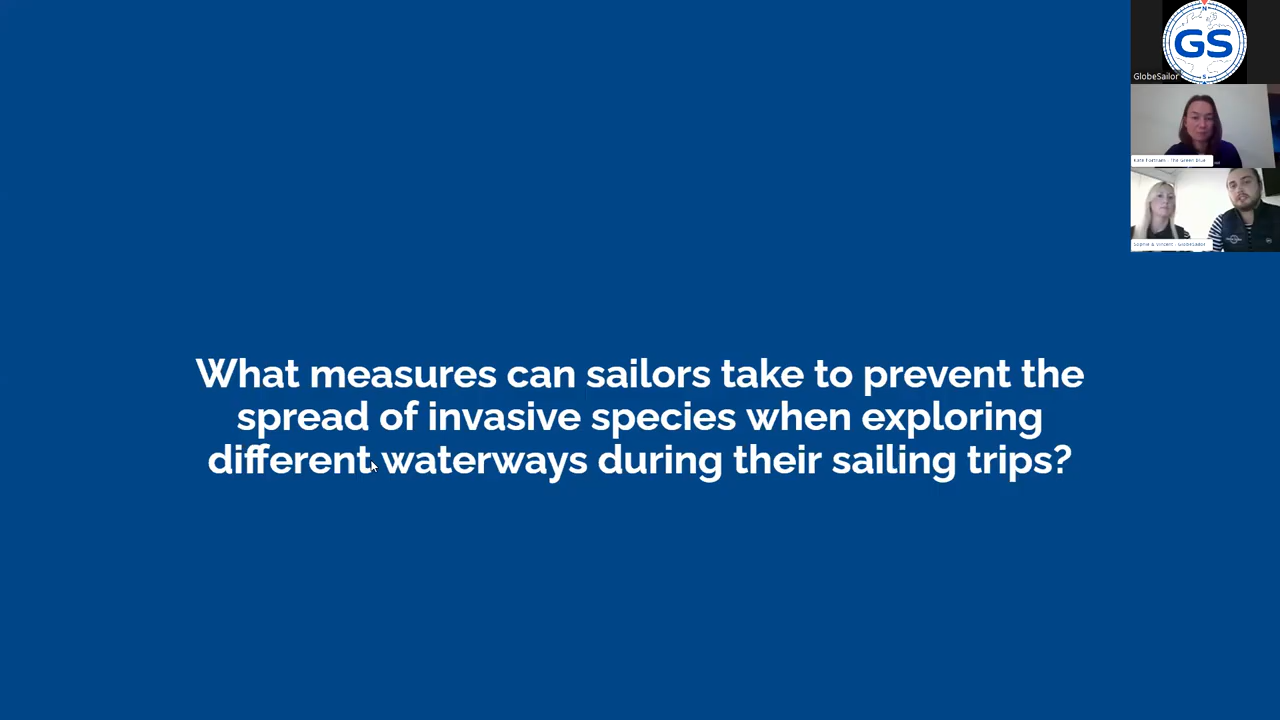 GS
GlobeSailor
What measures can sailors take to prevent the
spread of invasive species when exploring
different waterways during their sailing trips?